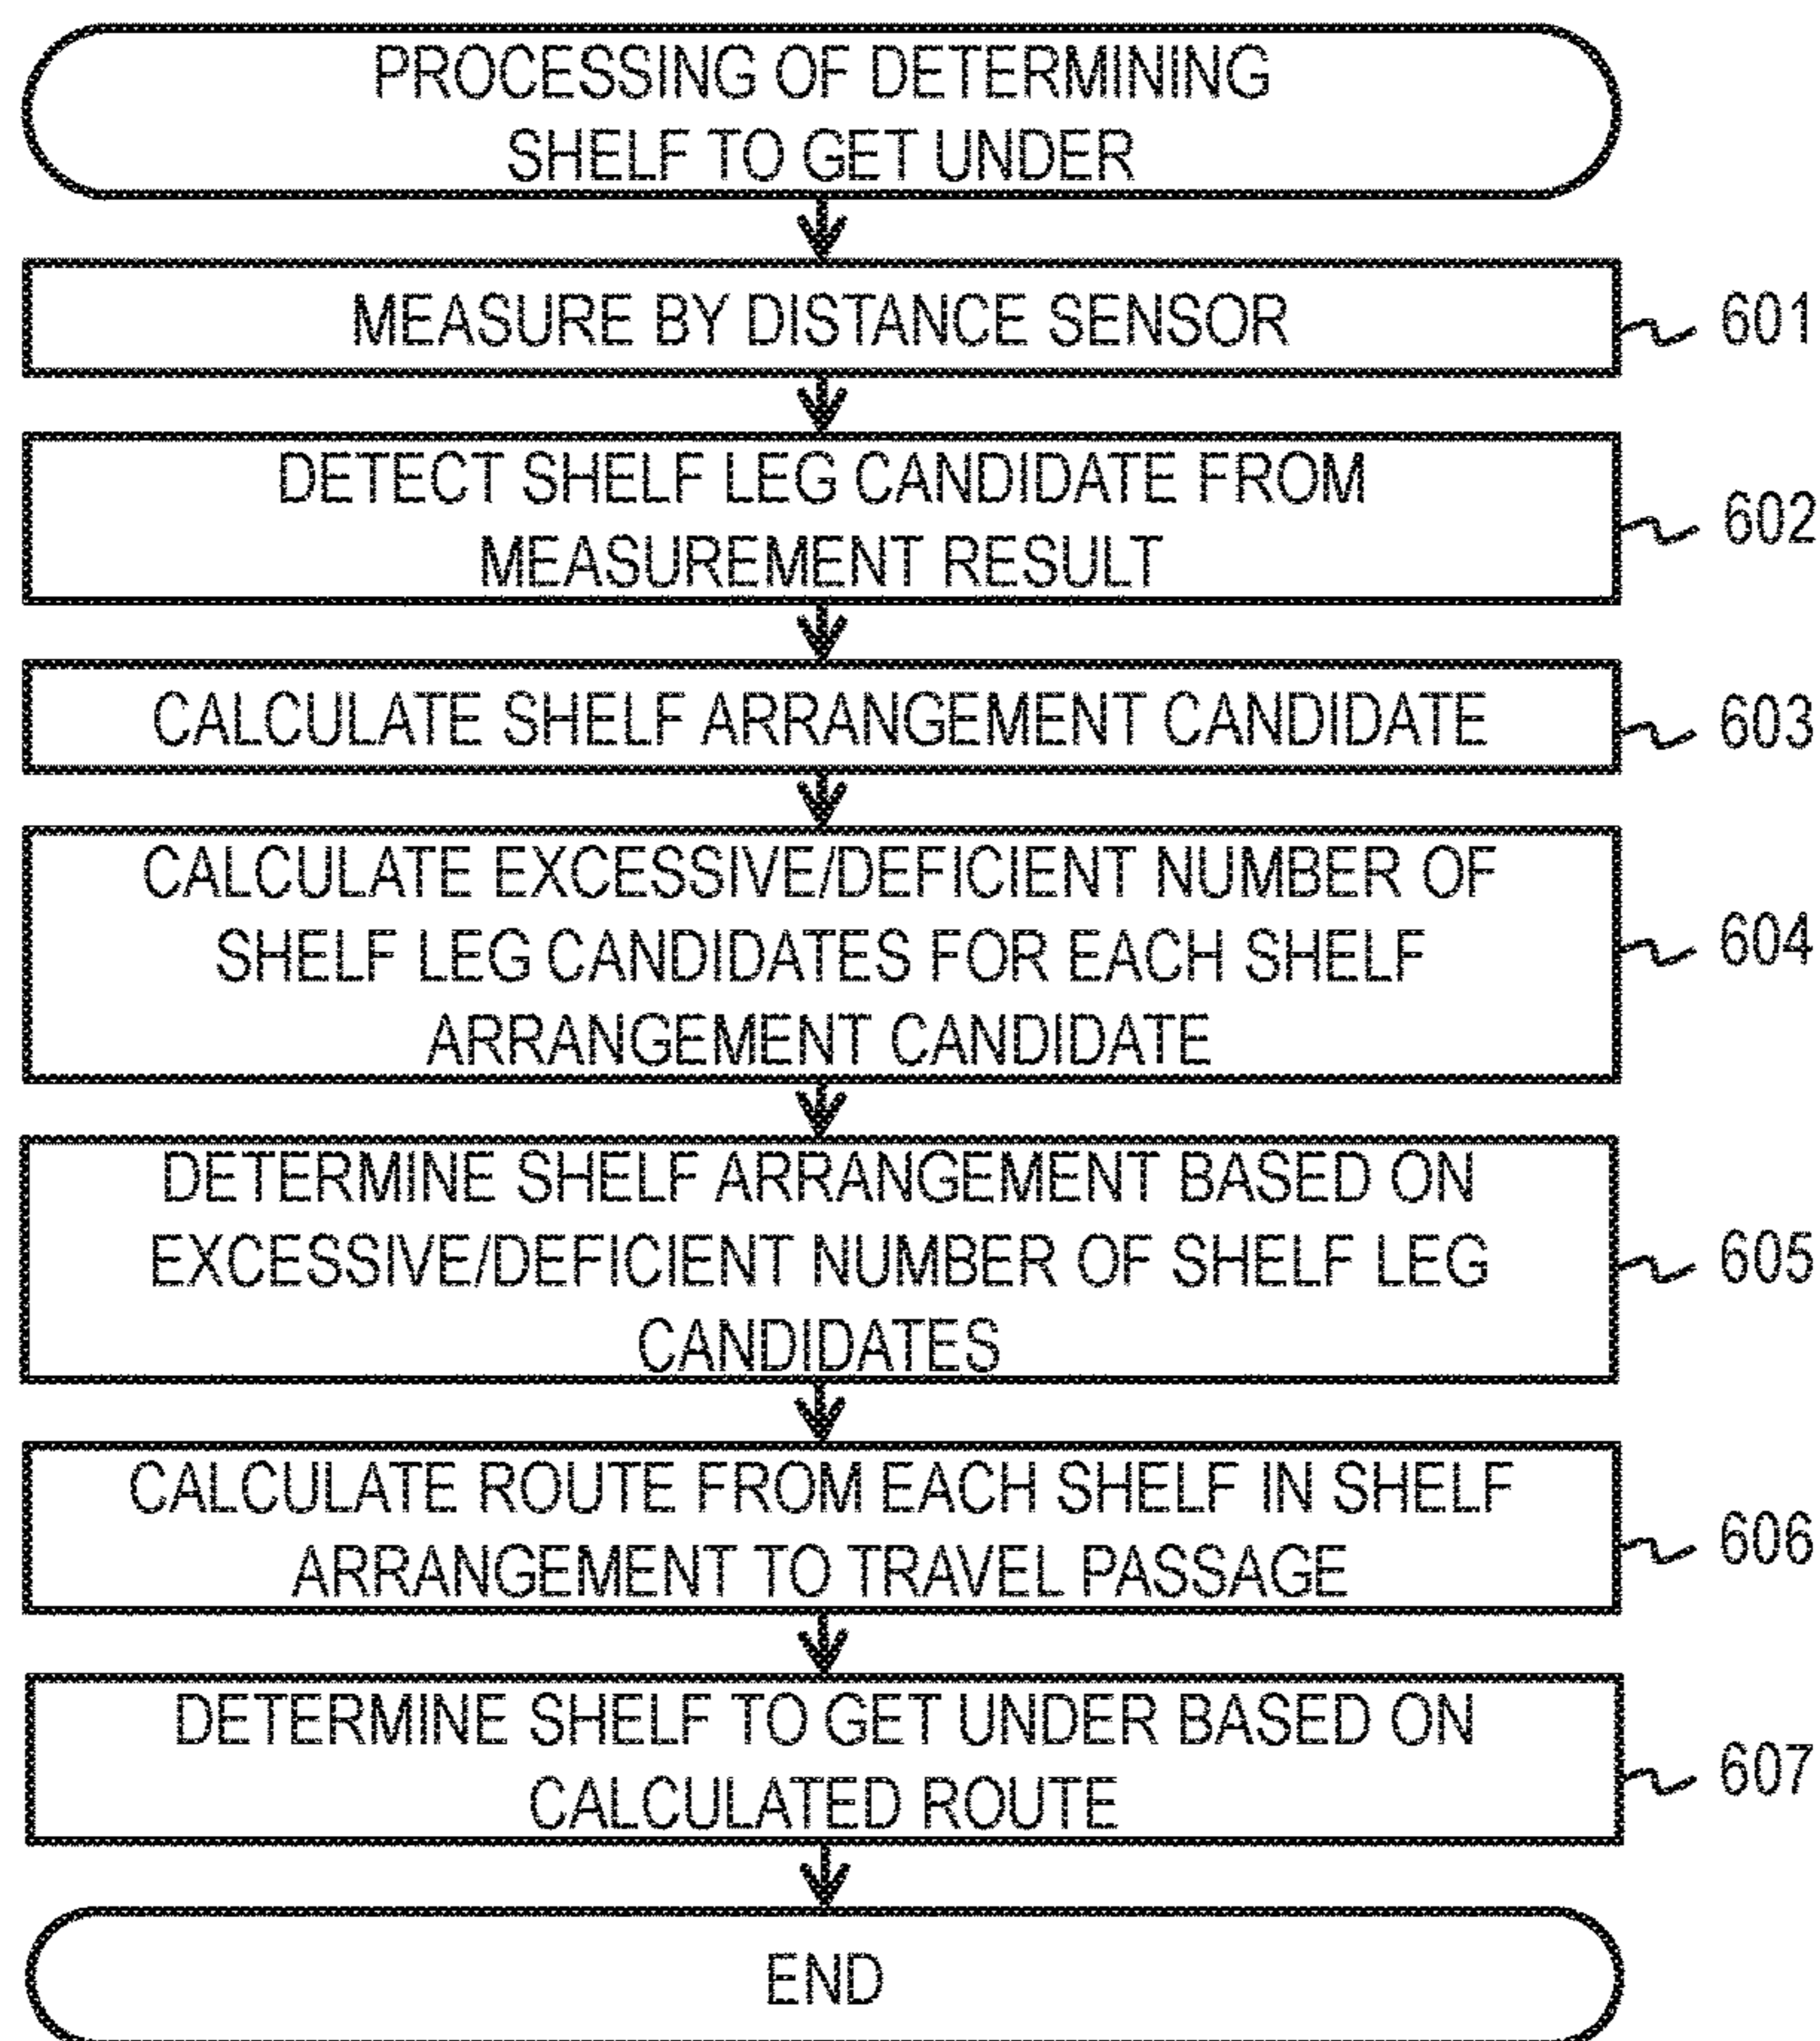 PROCESSING OF DETERMINING
SHELF TO GET UNDER
MEASURE BY DISTANCE SENSOR
601
DETECT SHELF LEG CANDIDATE FROM
MEASUREMENT RESULT
602
CALCULATE SHELF ARRANGEMENT CANDIDATE
603
CALCULATE EXCESSIVE/DEFICIENT NUMBER OF
SHELF LEG CANDIDATES FOR EACH SHELF
ARRANGEMENT CANDIDATE
604
DETERMINE SHELF ARRANGEMENT BASED ON
EXCESSIVE/DEFICIENT NUMBER OF SHELF LEG
CANDIDATES
605
CALCULATE ROUTE FROM EACH SHELF IN SHELF
ARRANGEMENT TO TRAVEL PASSAGE
606
DETERMINE SHELF TO GET UNDER BASED ON
CALCULATED ROUTE
607
END